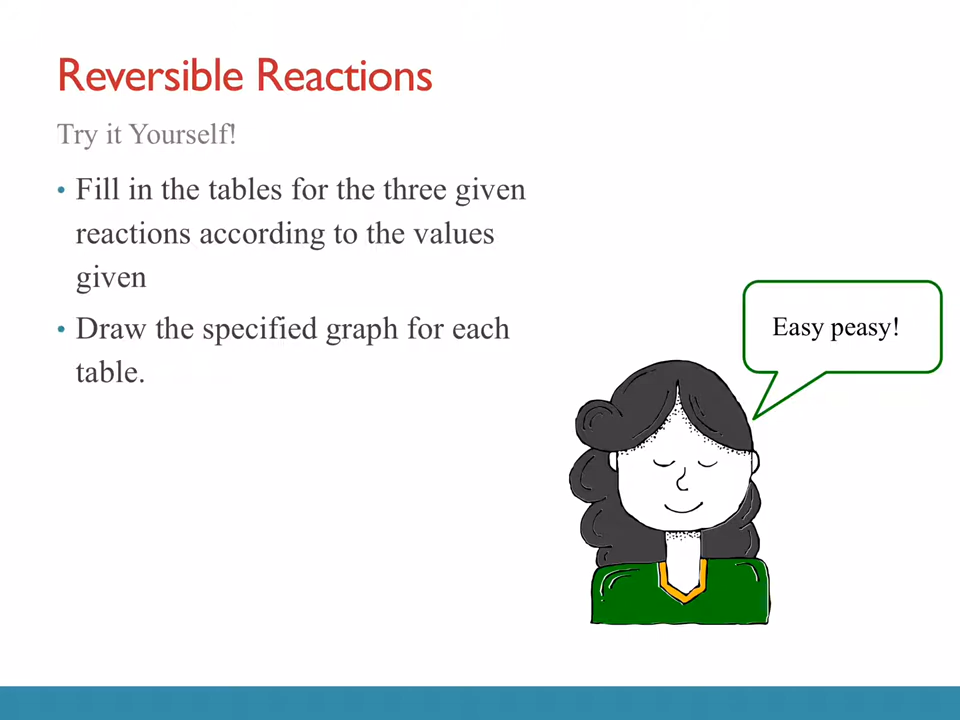 Reversible Reactions
Try it Yourself!
• Fill in the tables for the three given
reactions according to the values
given
• Draw the specified graph for each
table.
Easy peasy!